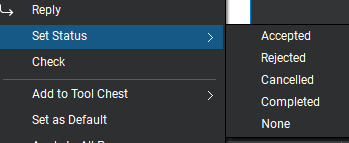 Reply
Set Status
Check
Add to Tool Chest
Set as Default
Accepted
Rejected
Cancelled
Completed
None